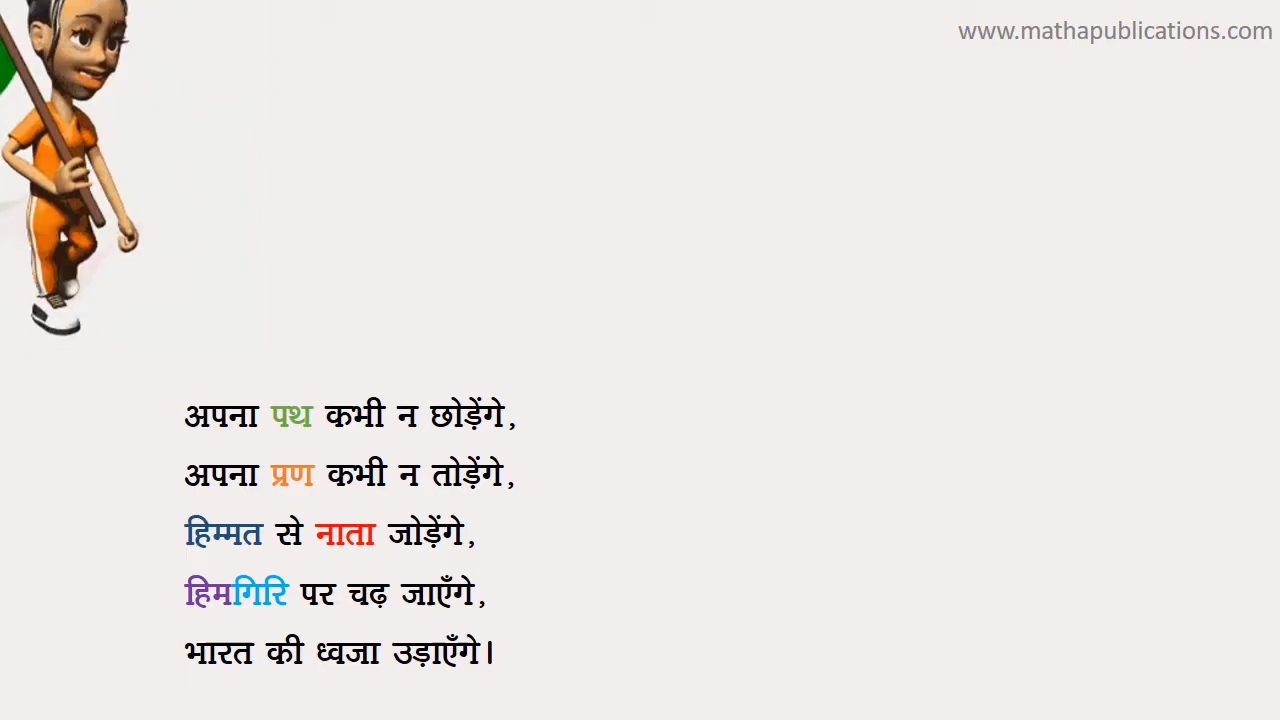 www.mathapublications.com
अपना पथ कभी न छोड़ेंगे,
अपना प्रण कभी न तोड़ेंगे,
हिम्मत से नाता जोड़ेंगे,
हिमगिरि पर चढ़ जाएँगे,
भारत की ध्वजा उड़ाएँगे।